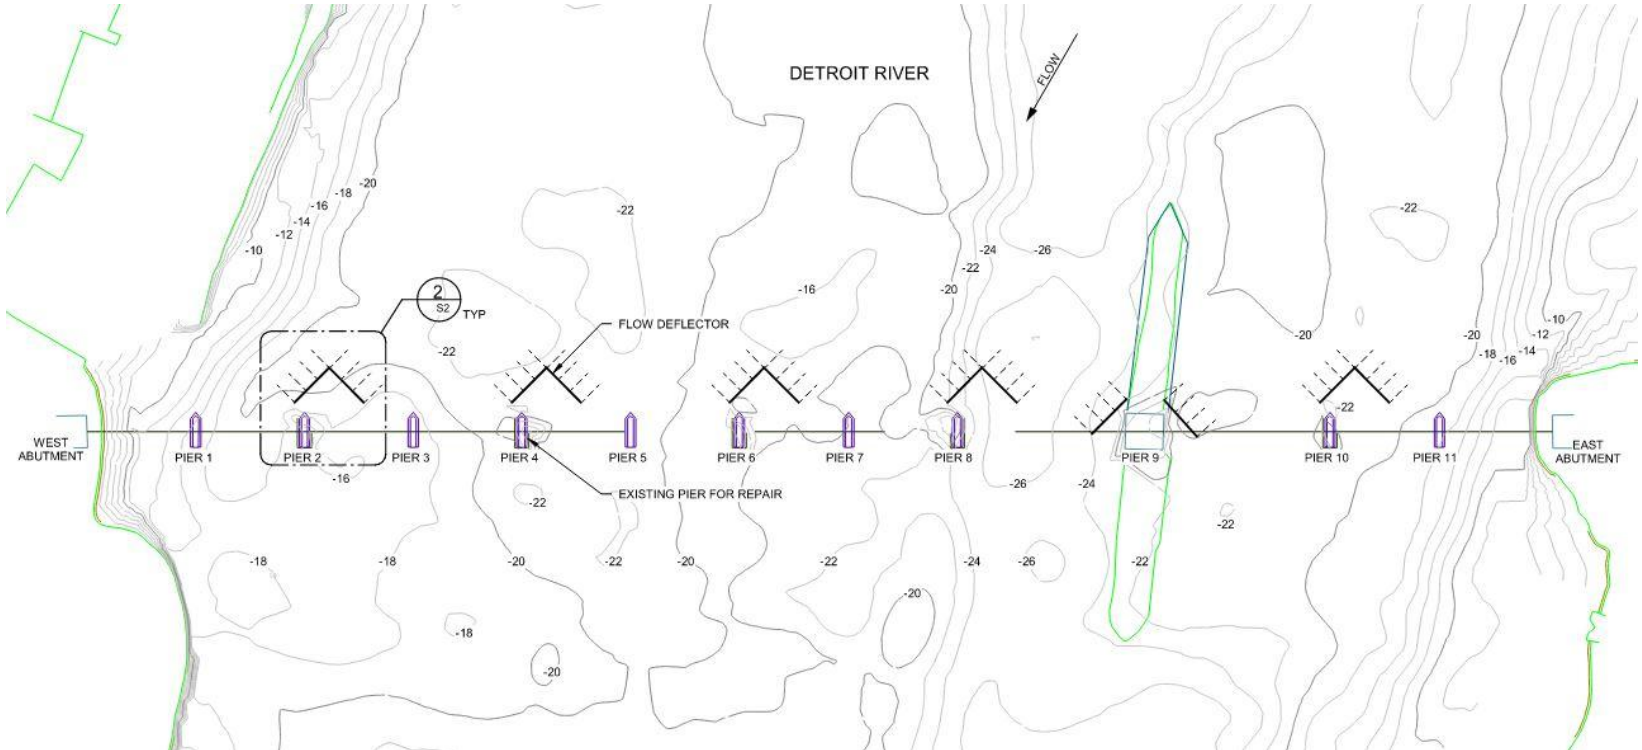 DETROIT RIVER
FLOW
-20
-18
-16
-14
-12
-10
-22
-24
-26
-22
-20
-16
-22
2
S2
TYP
FLOW DEFLECTOR
-22
-20
-20
-18
-16
-14
-12
-10
-22
WEST
ABUTMENT
PIER 1
PIER 2
PIER 3
PIER 4
PIER 5
PIER 6
PIER 7
PIER 8
PIER 9
PIER 10
PIER 11
EAST
ABUTMENT
-16
EXISTING PIER FOR REPAIR
-22
-26
-24
-22
-18
-18
-20
-22
-20
-22
-24
-26
-22
-20
-18
-20